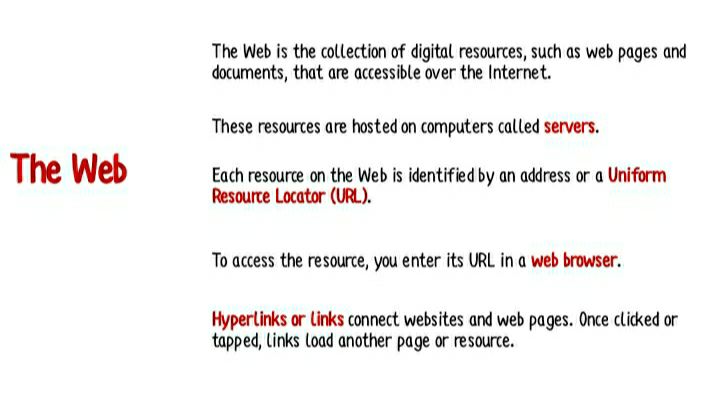 The Web
The Web is the collection of digital resources, such as web pages and
documents, that are accessible over the Internet.
These resources are hosted on computers called servers.
Each resource on the Web is identified by an address or a Uniform
Resource Locator (URL).
To access the resource, you enter its URL in a web browser.
Hyperlinks or links connect websites and web pages. Once clicked or
tapped, links load another page or resource.